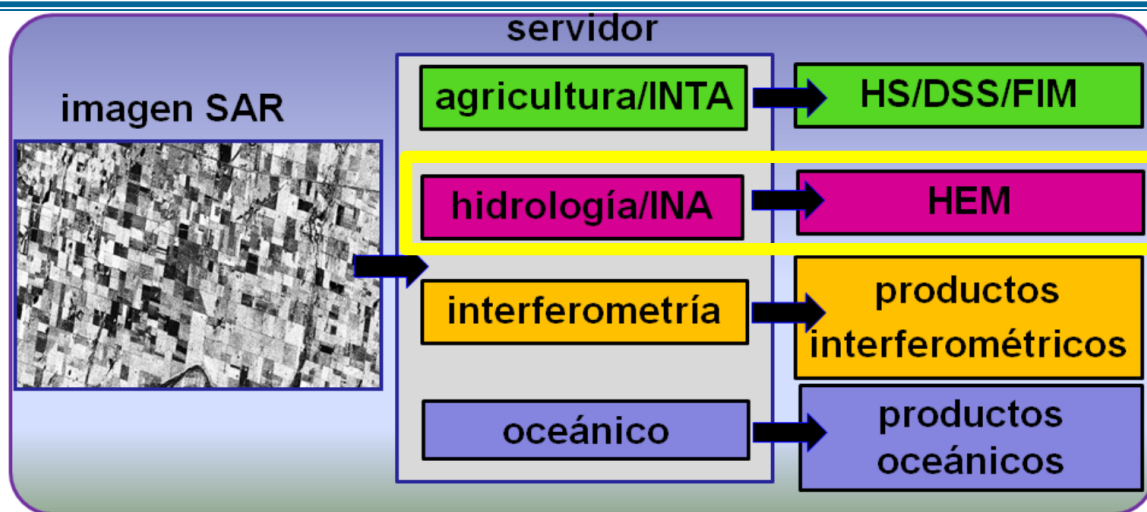 servidor
imagen SAR
agricultura/INTA
HS/DSS/FIM
hidrología/INA
HEM
interferometría
productos
interferométricos
oceánico
productos
oceánicos